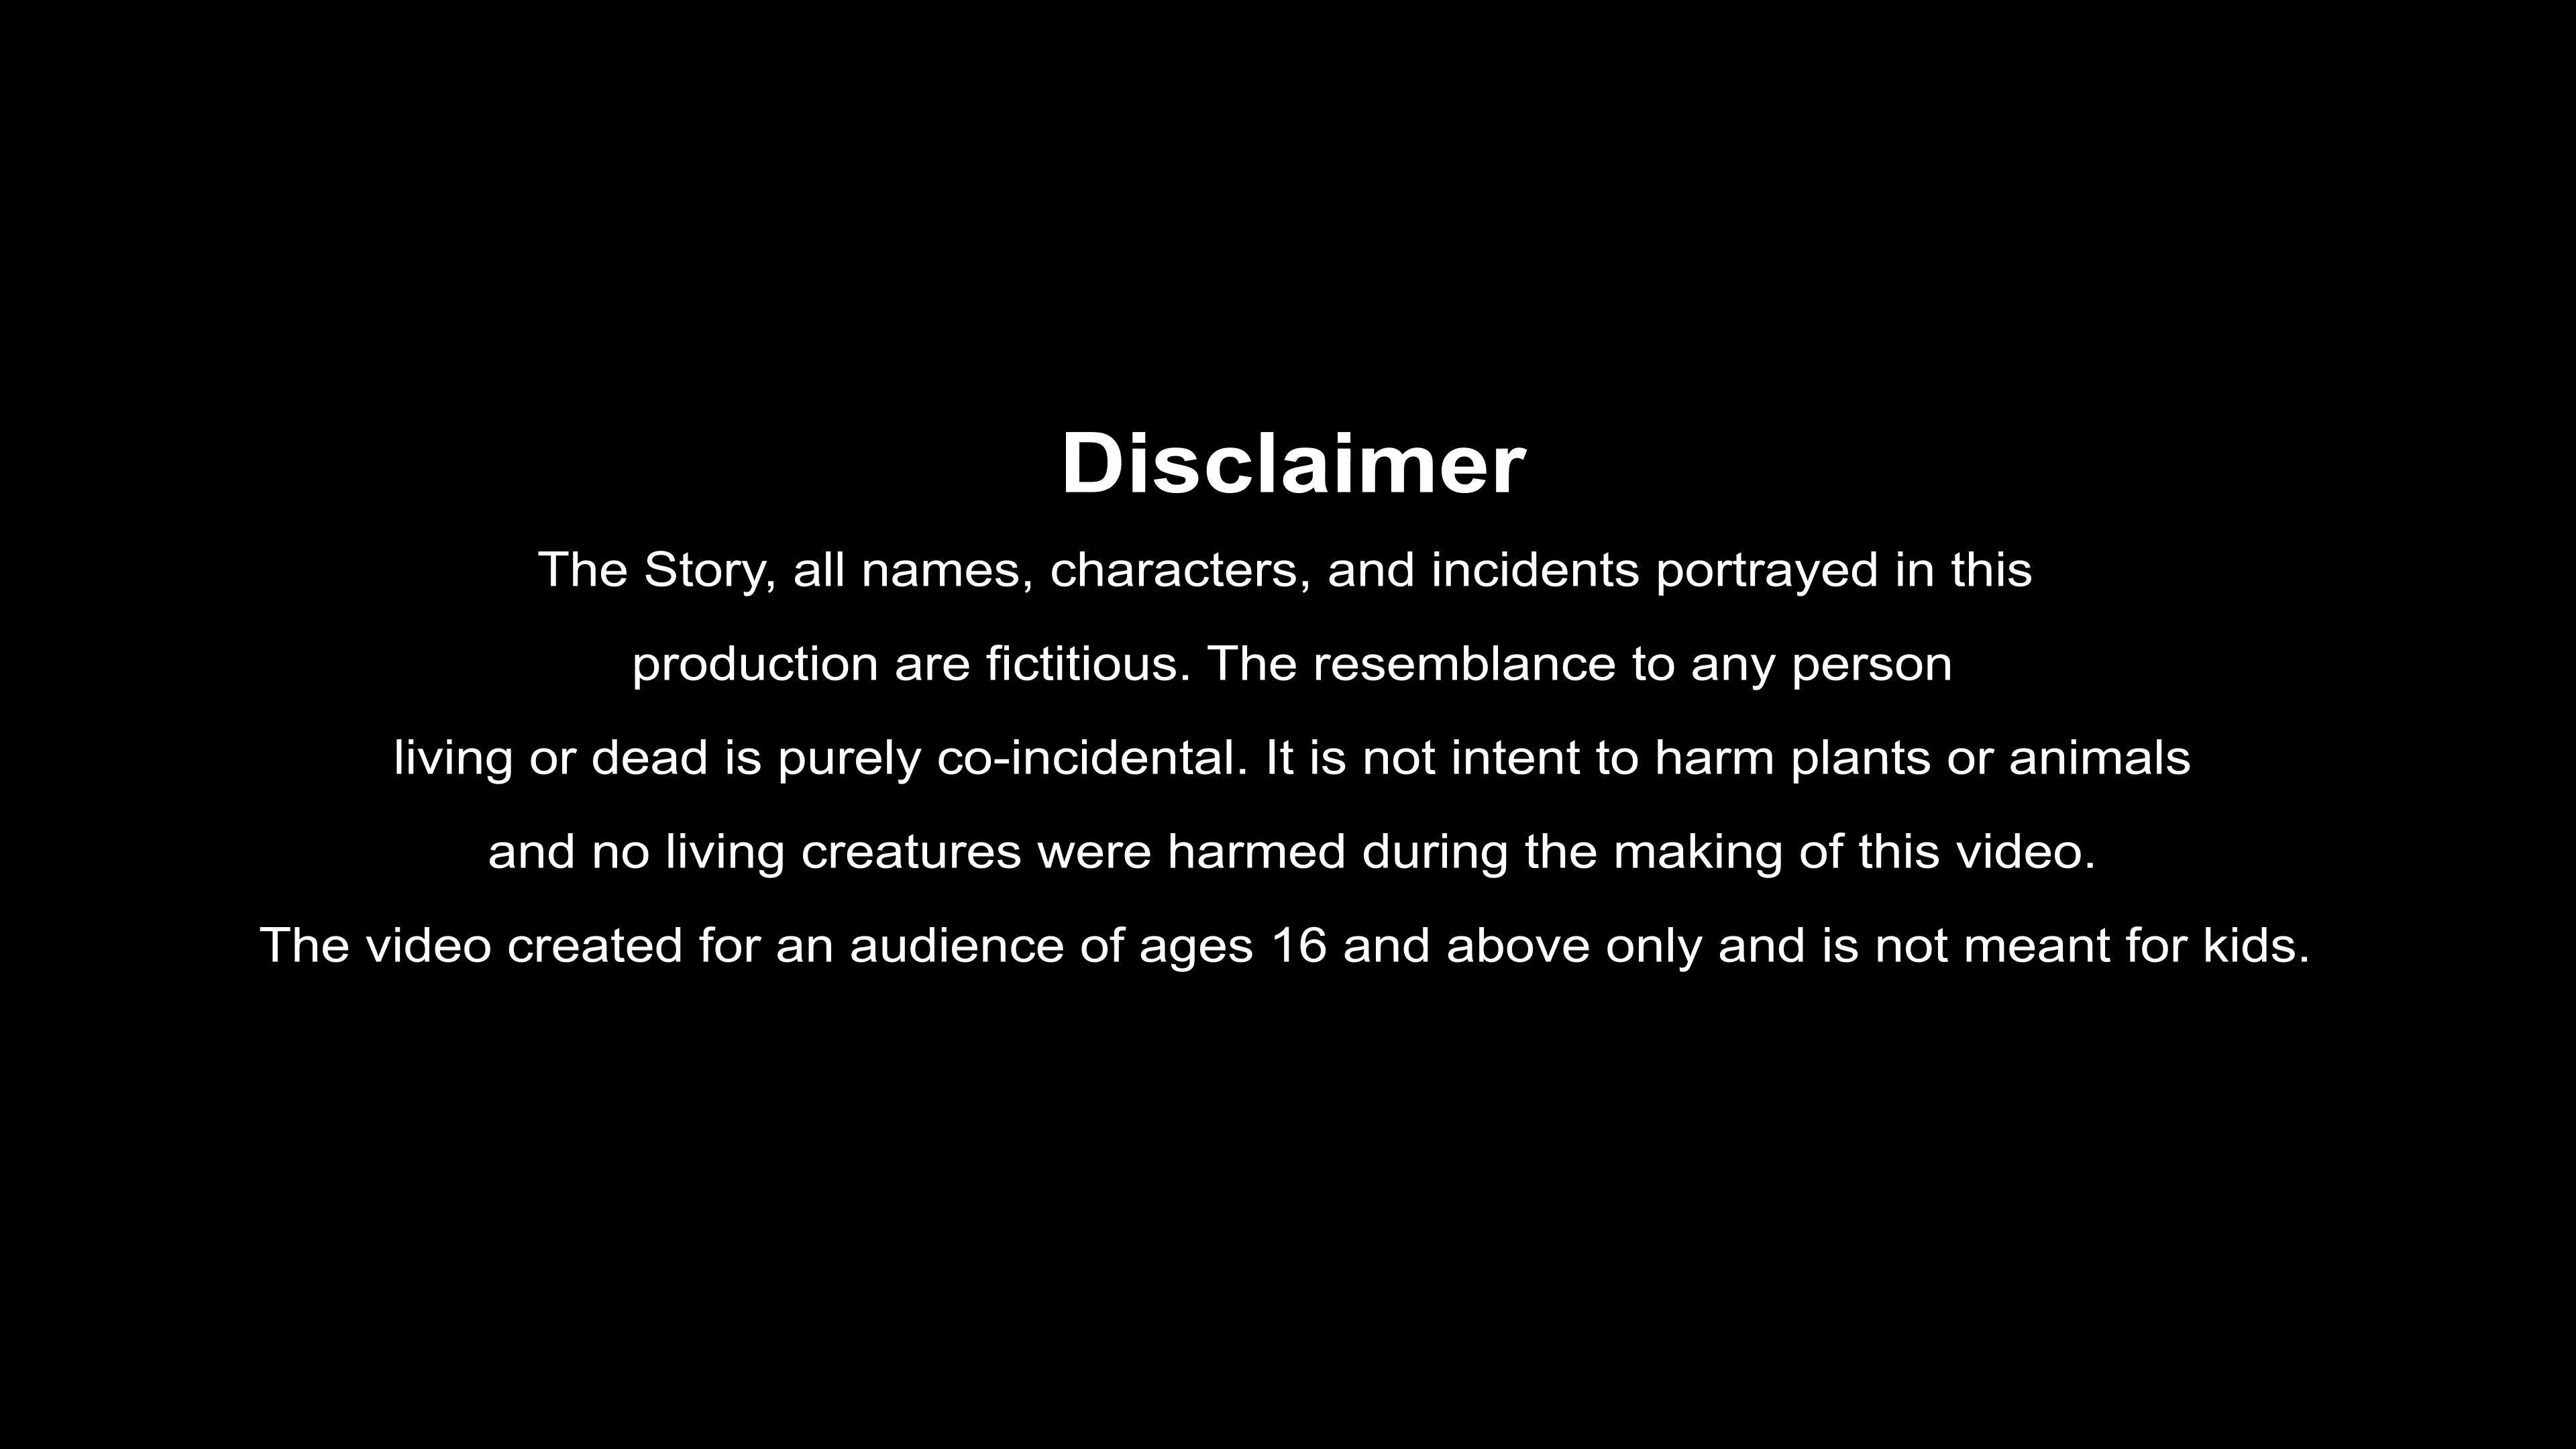 Disclaimer
The Story, all names, characters, and incidents portrayed in this
production are fictitious. The resemblance to any person
living or dead is purely co-incidental. It is not intent to harm plants or animals
and no living creatures were harmed during the making of this video.
The video created for an audience of ages 16 and above only and is not meant for kids.